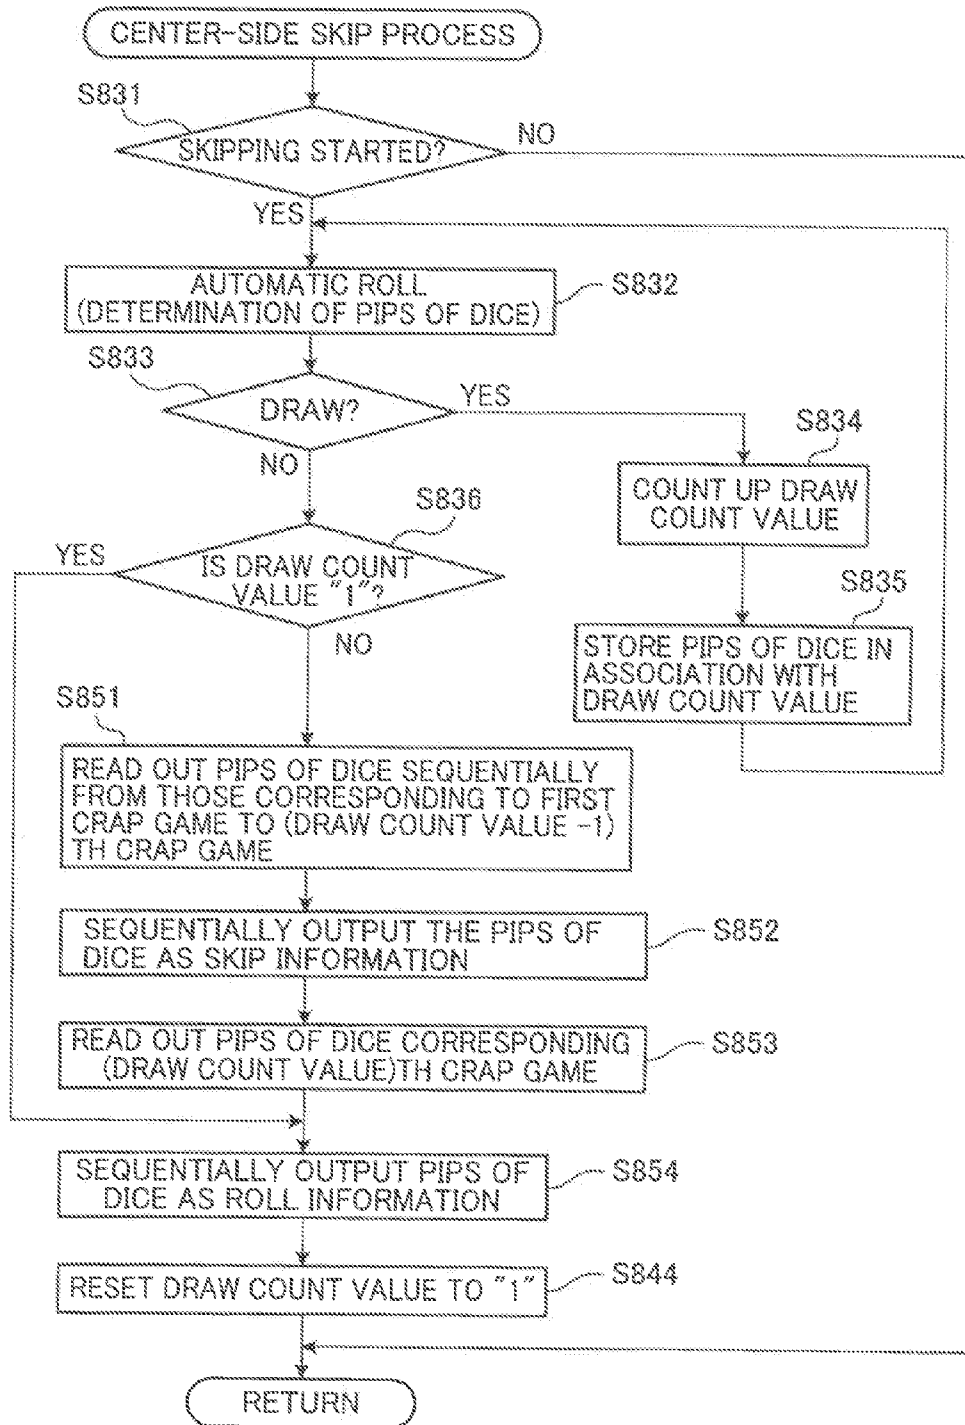 CENTER-SIDE SKIP PROCESS
S831
SKIPPING STARTED?
NO
YES
AUTOMATIC ROLL
(DETERMINATION OF PIPS OF DICE)
S832
S833
DRAW?
YES
NO
S834
COUNT UP DRAW
COUNT VALUE
S836
YES
IS DRAW COUNT
VALUE "1"?
NO
S835
STORE PIPS OF DICE IN
ASSOCIATION WITH
DRAW COUNT VALUE
S851
READ OUT PIPS OF DICE SEQUENTIALLY
FROM THOSE CORRESPONDING TO FIRST
CRAP GAME TO (DRAW COUNT VALUE -1)
TH CRAP GAME
SEQUENTIALLY OUTPUT THE PIPS OF
DICE AS SKIP INFORMATION
S852
READ OUT PIPS OF DICE CORRESPONDING
(DRAW COUNT VALUE)TH CRAP GAME
S853
SEQUENTIALLY OUTPUT PIPS OF
DICE AS ROLL INFORMATION
S854
RESET DRAW COUNT VALUE TO "1"
S844
RETURN